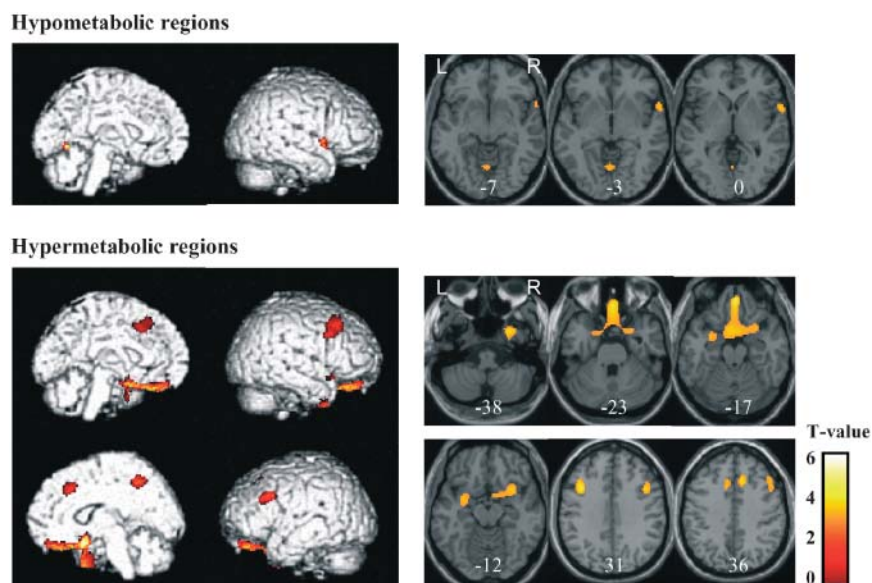 Hypometabolic regions
L R
-7 -3 0
Hypermetabolic regions
L R
-38 -23 -17
T-value
6
4
2
0
-12 31 36